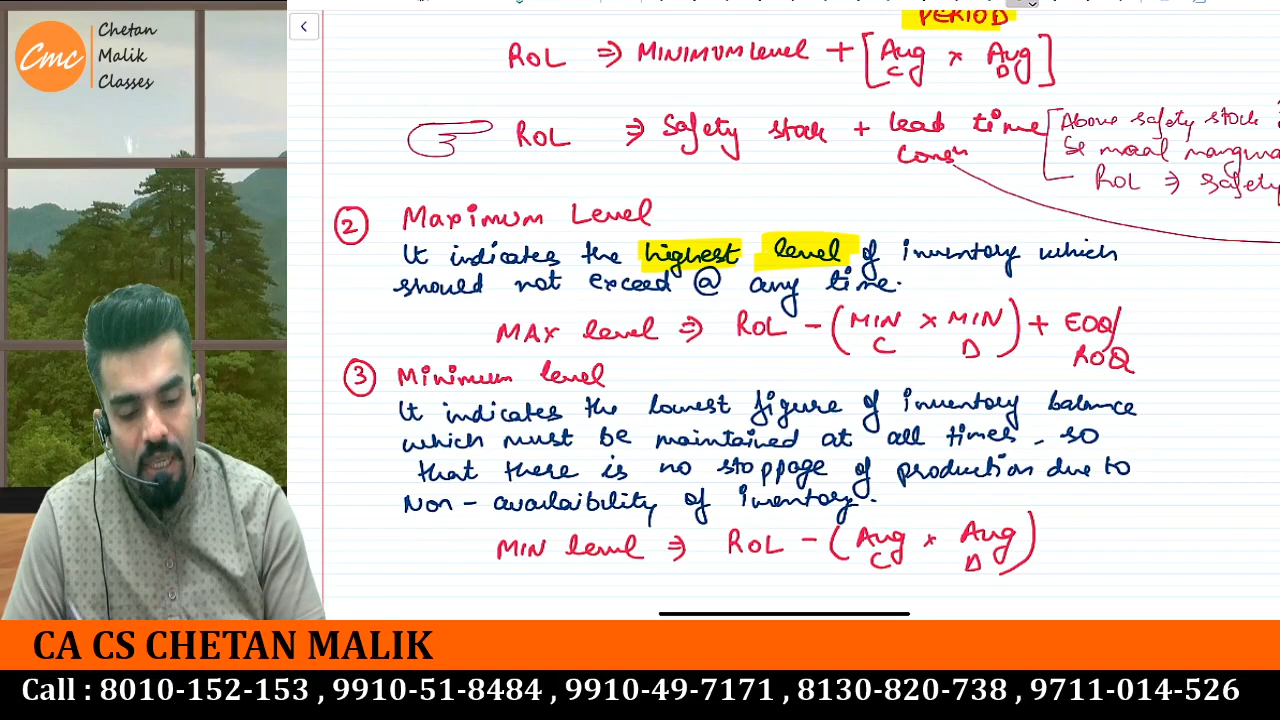 Chetan
Malik
Classes
CMC
PERIOD
ROL ⇒ MINIMUM LEVEL + [Avg C × Avg D]
ROL ⇒ Safety stock + Lead time Consⁿ
[Above safety stock
ROL ⇒ Safety
② Maximum Level
It indicates the highest level of inventory which
should not exceed @ any time.
MAX level ⇒ ROL - (MIN C × MIN D) + EOQ/ROQ
③ Minimum level
It indicates the lowest figure of inventory balance
which must be maintained at all times, so
that there is no stoppage of production due to
Non-availaibility of inventory.
MIN level ⇒ ROL - (Avg C × Avg D)
CA CS CHETAN MALIK
Call : 8010-152-153 , 9910-51-8484 , 9910-49-7171 , 8130-820-738 , 9711-014-526